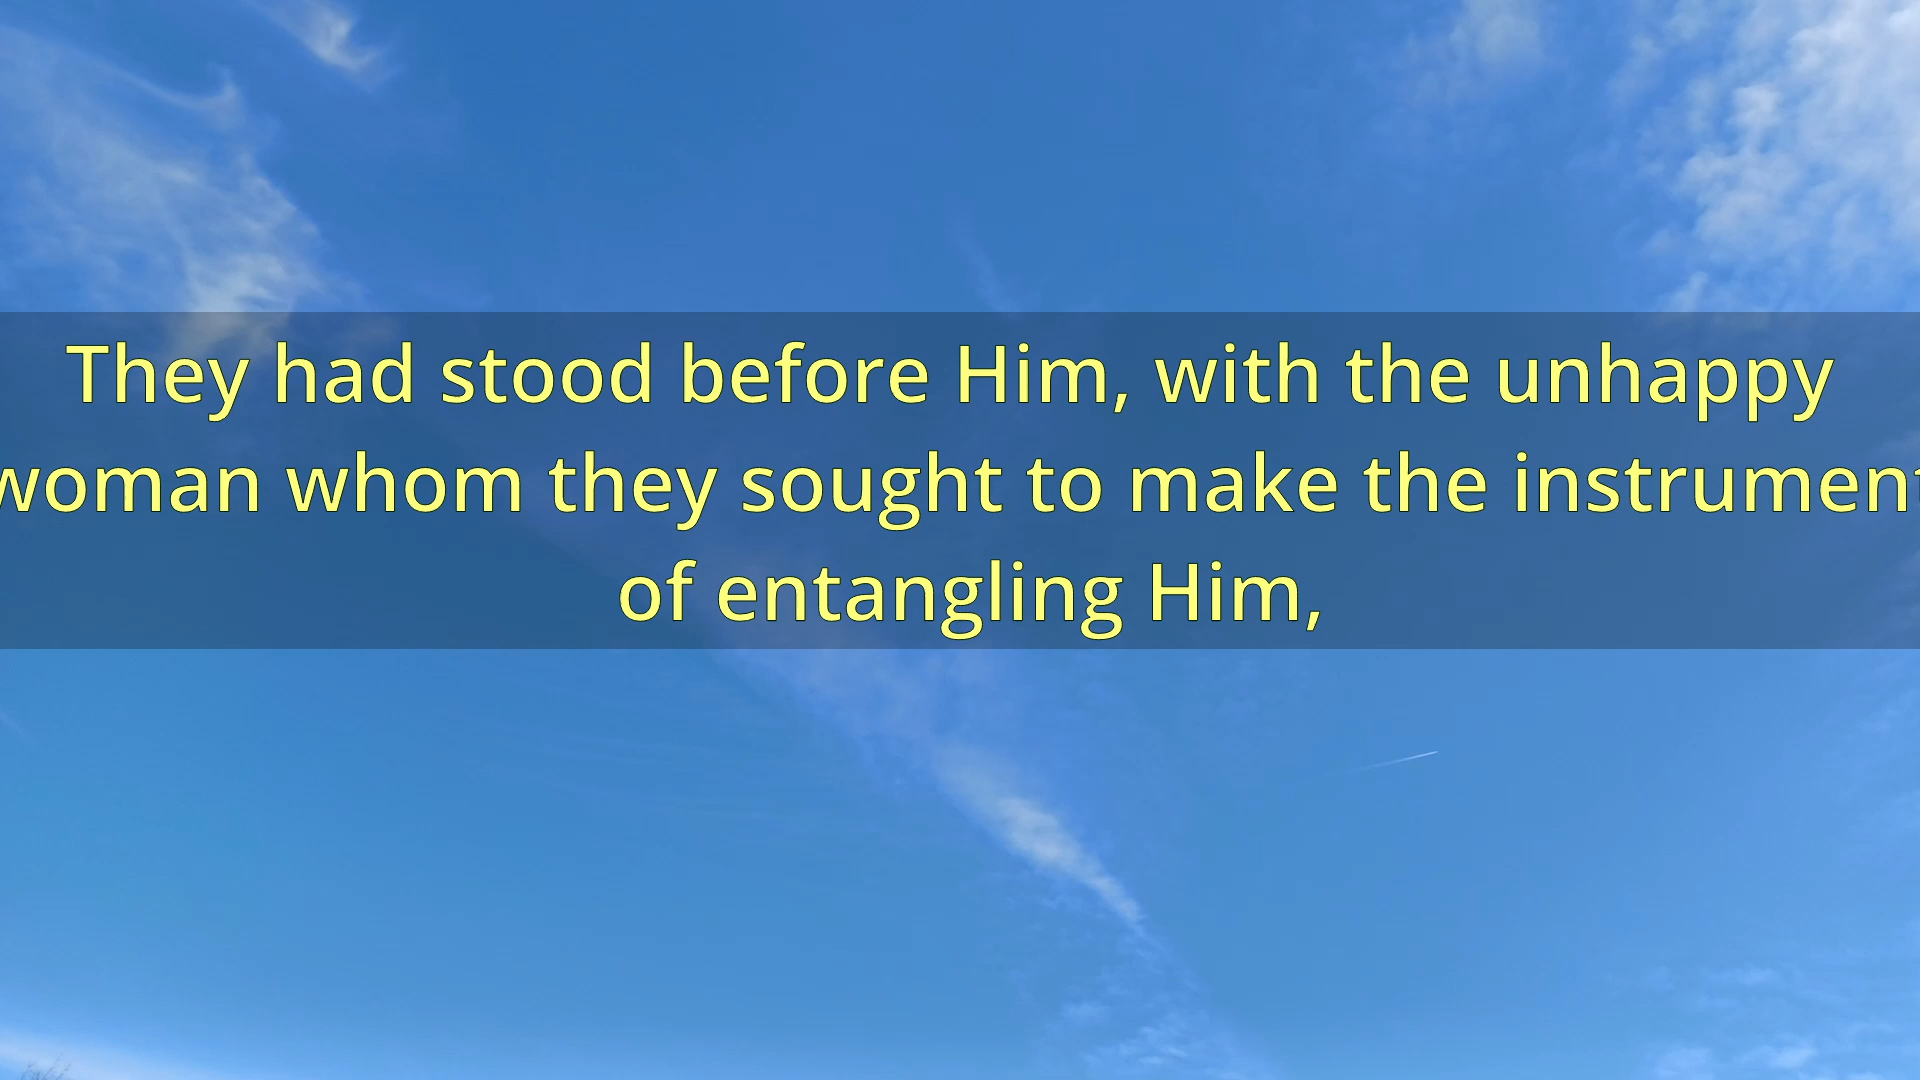 They had stood before Him, with the unhappy
woman whom they sought to make the instrument
of entangling Him,